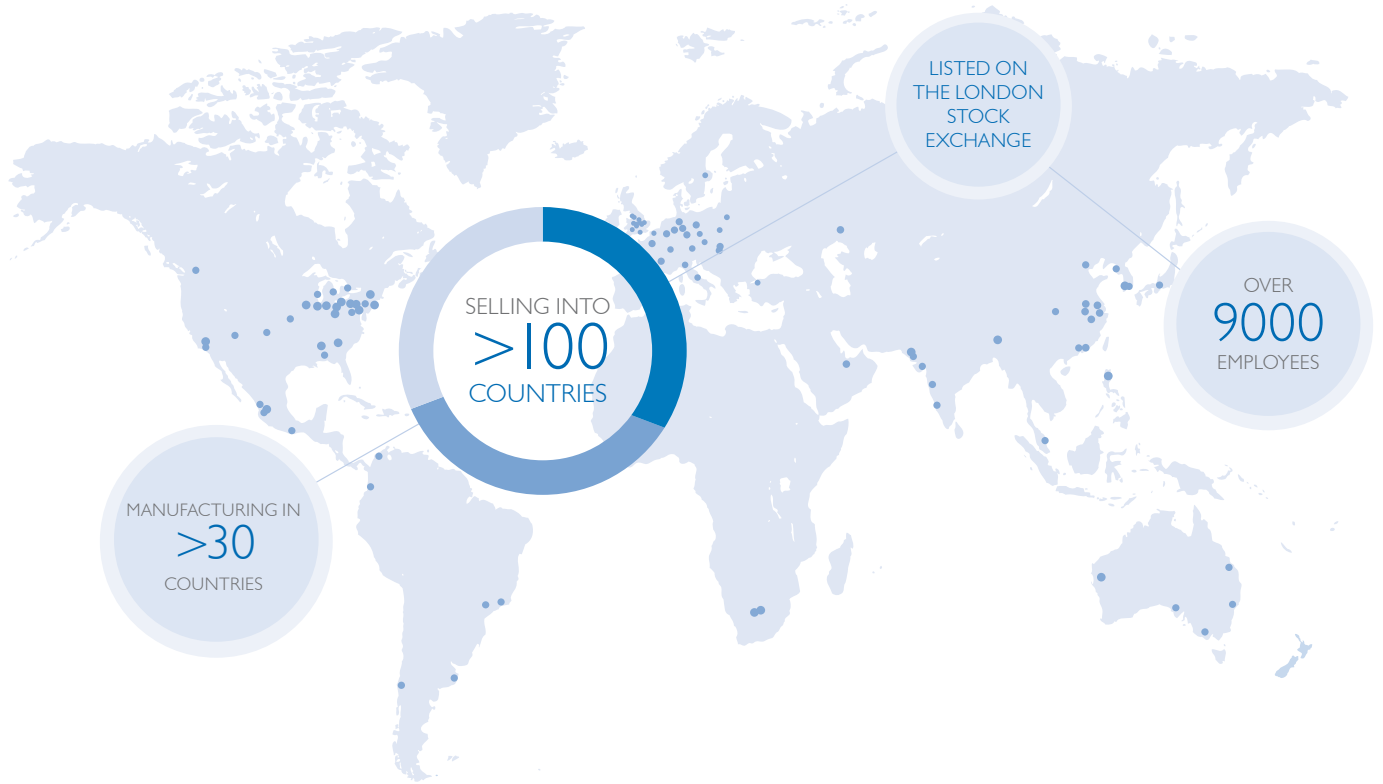 LISTED ON
THE LONDON
STOCK
EXCHANGE
SELLING INTO
>100
COUNTRIES
OVER
9000
EMPLOYEES
MANUFACTURING IN
>30
COUNTRIES